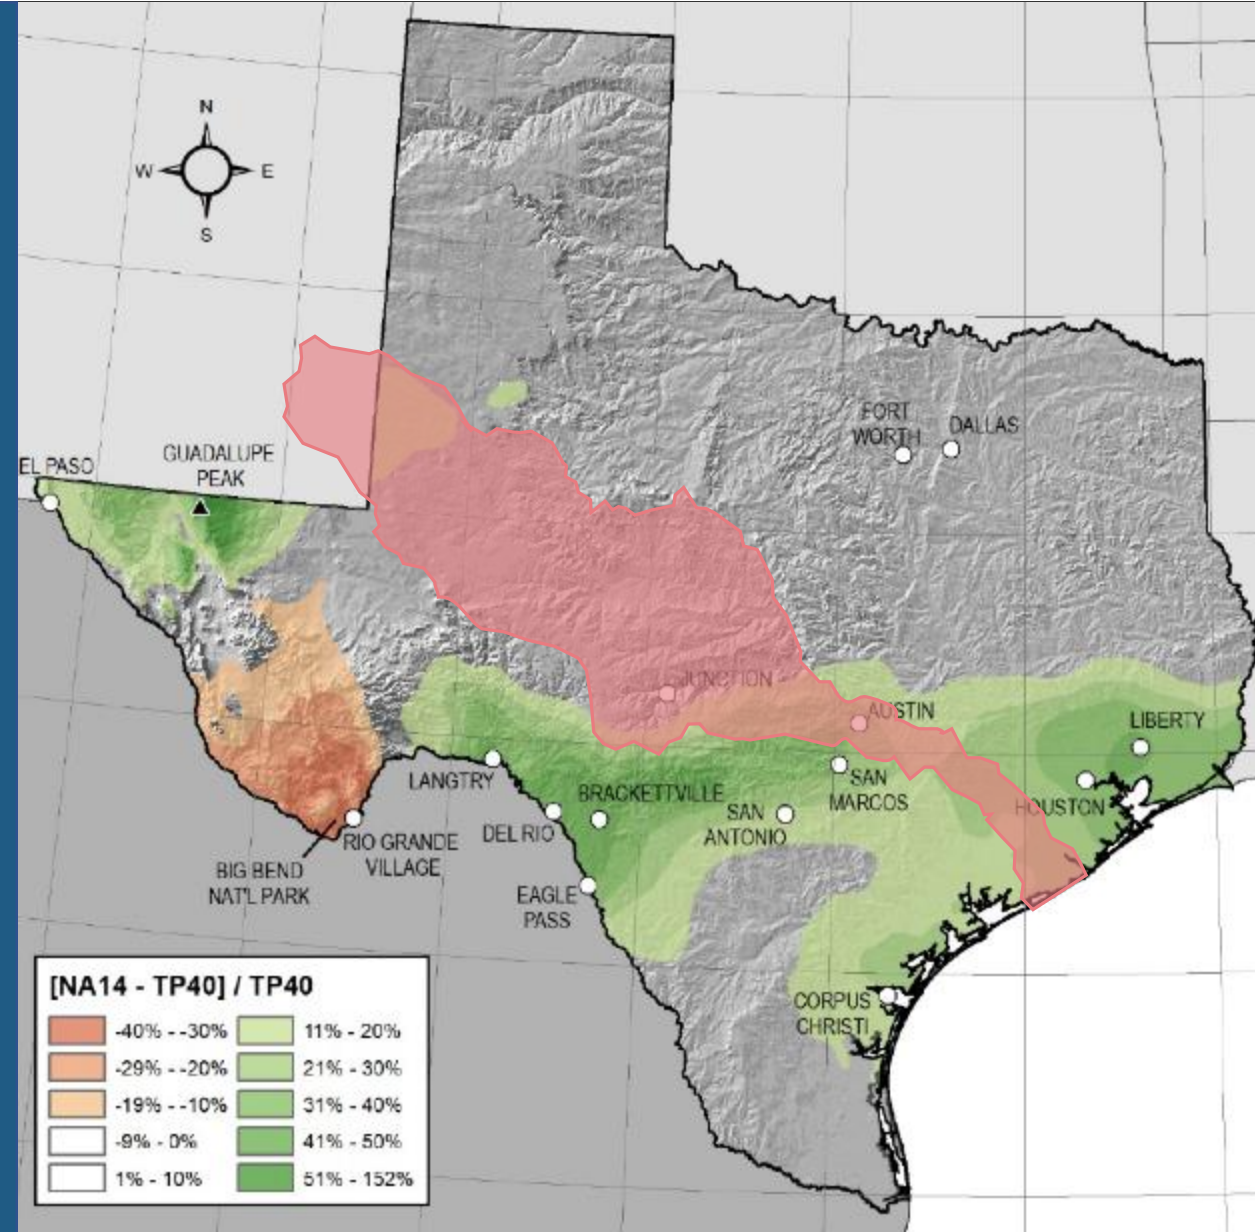 N
W
E
S
FORT
WORTH
DALLAS
GUADALUPE
PEAK
EL PASO
JUNCTION
AUSTIN
LIBERTY
LANGTRY
BRACKETTVILLE
SAN
MARCOS
HOUSTON
SAN
ANTONIO
DEL RIO
RIO GRANDE
VILLAGE
BIG BEND
NAT'L PARK
EAGLE
PASS
CORPUS
CHRISTI
[NA14 - TP40] / TP40
-40% - -30%
11% - 20%
-29% - -20%
21% - 30%
-19% - -10%
31% - 40%
-9% - 0%
41% - 50%
1% - 10%
51% - 152%